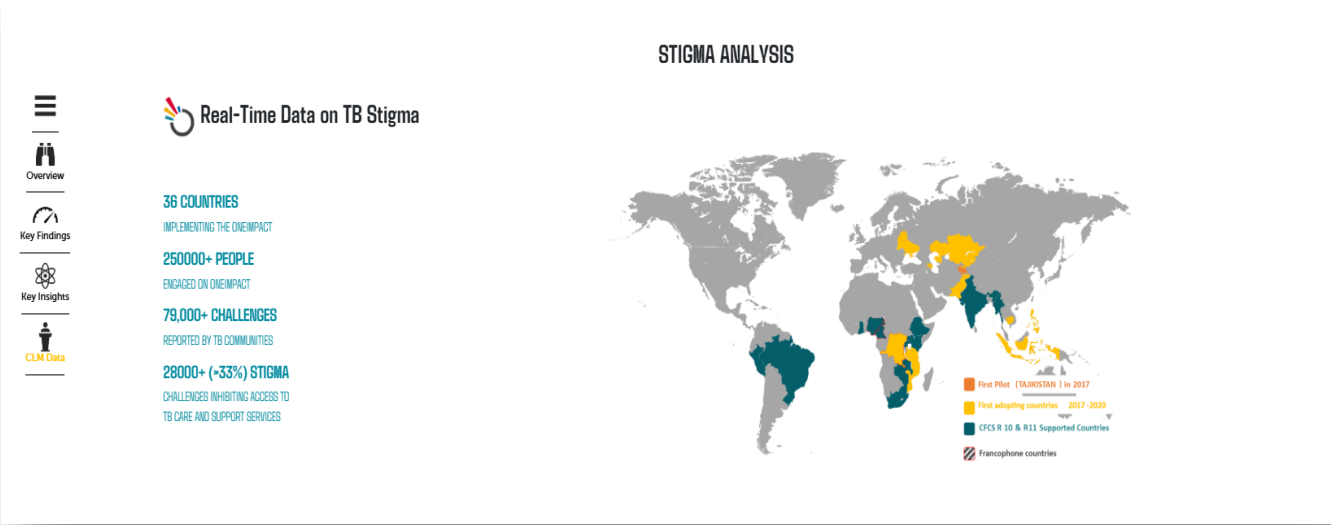 STIGMA ANALYSIS
Real-Time Data on TB Stigma
Overview
Key Findings
Key Insights
CLM Data
36 COUNTRIES
IMPLEMENTING THE ONEIMPACT
250000+ PEOPLE
ENGAGED ON ONEIMPACT
79,000+ CHALLENGES
REPORTED BY TB COMMUNITIES
28000+ (>33%) STIGMA
CHALLENGES INHIBITING ACCESS TO
TB CARE AND SUPPORT SERVICES
First Pilot (TAJIKISTAN ) in 2017
First adopting countries 2017 -2020
CFCS R 10 & R11 Supported Countries
Francophone countries